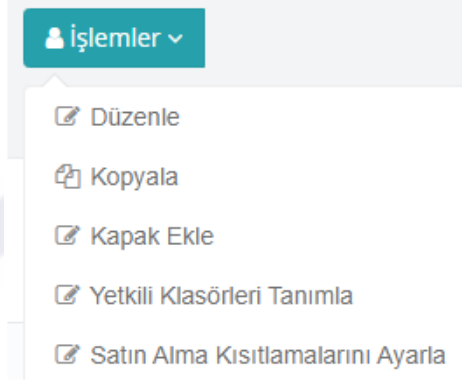 İşlemler
Düzenle
Kopyala
Kapak Ekle
Yetkili Klasörleri Tanımla
Satın Alma Kısıtlamalarını Ayarla